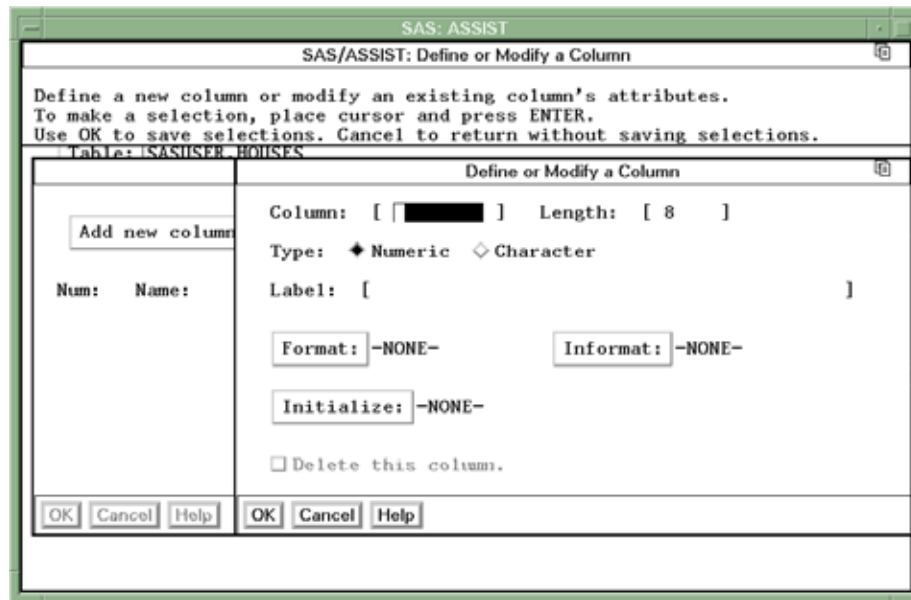 SAS: ASSIST
SAS/ASSIST: Define or Modify a Column
Define a new column or modify an existing column's attributes.
To make a selection, place cursor and press ENTER.
Use OK to save selections. Cancel to return without saving selections.
Table: SASUSER.HOUSES
Define or Modify a Column
Add new column
Num: Name:
Column: [ ] Length: [ 8 ]
Type: Numeric Character
Label: [ ]
Format: -NONE- Informat: -NONE-
Initialize: -NONE-
Delete this column.
OK Cancel Help
OK Cancel Help